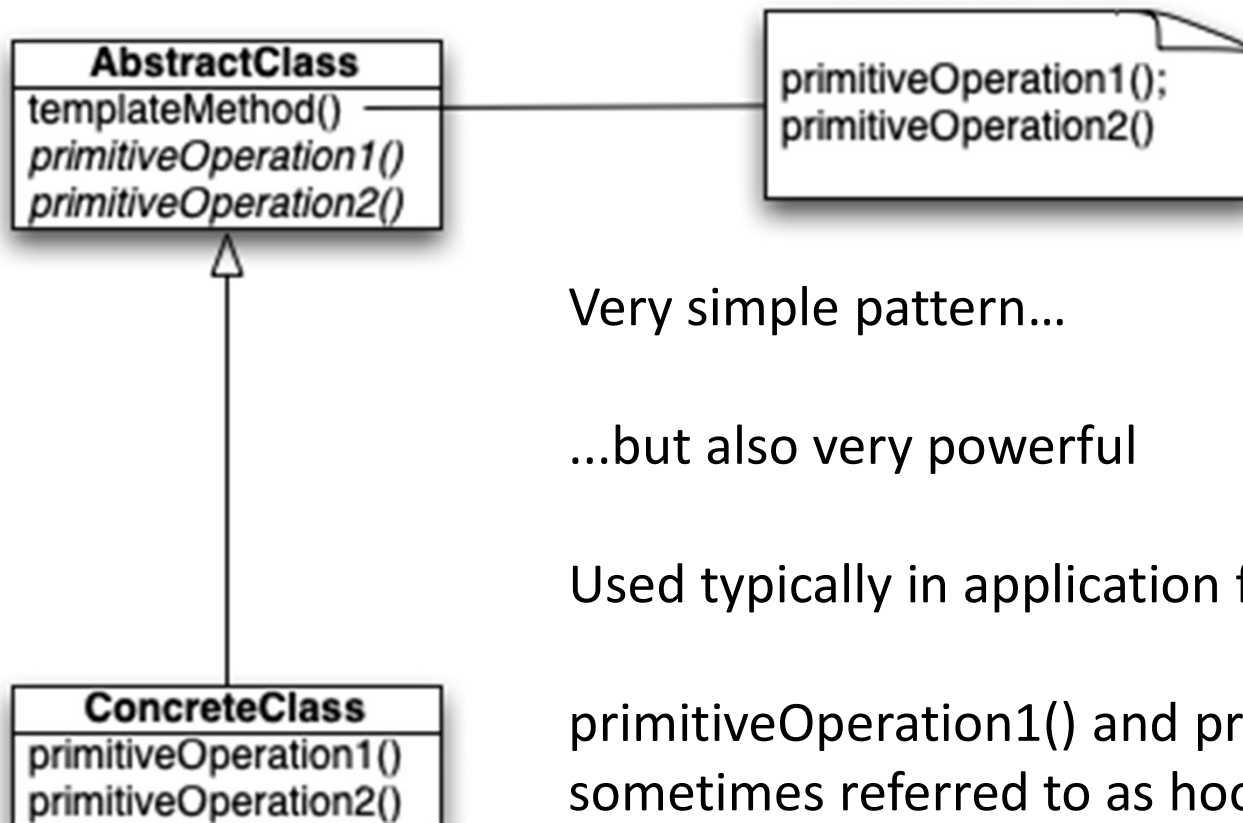 AbstractClass
templateMethod()
primitiveOperation1()
primitiveOperation2()
primitiveOperation1();
primitiveOperation2()
Very simple pattern...
...but also very powerful
Used typically in application
primitiveOperation1() and
sometimes referred to as
ConcreteClass
primitiveOperation1()
primitiveOperation2()